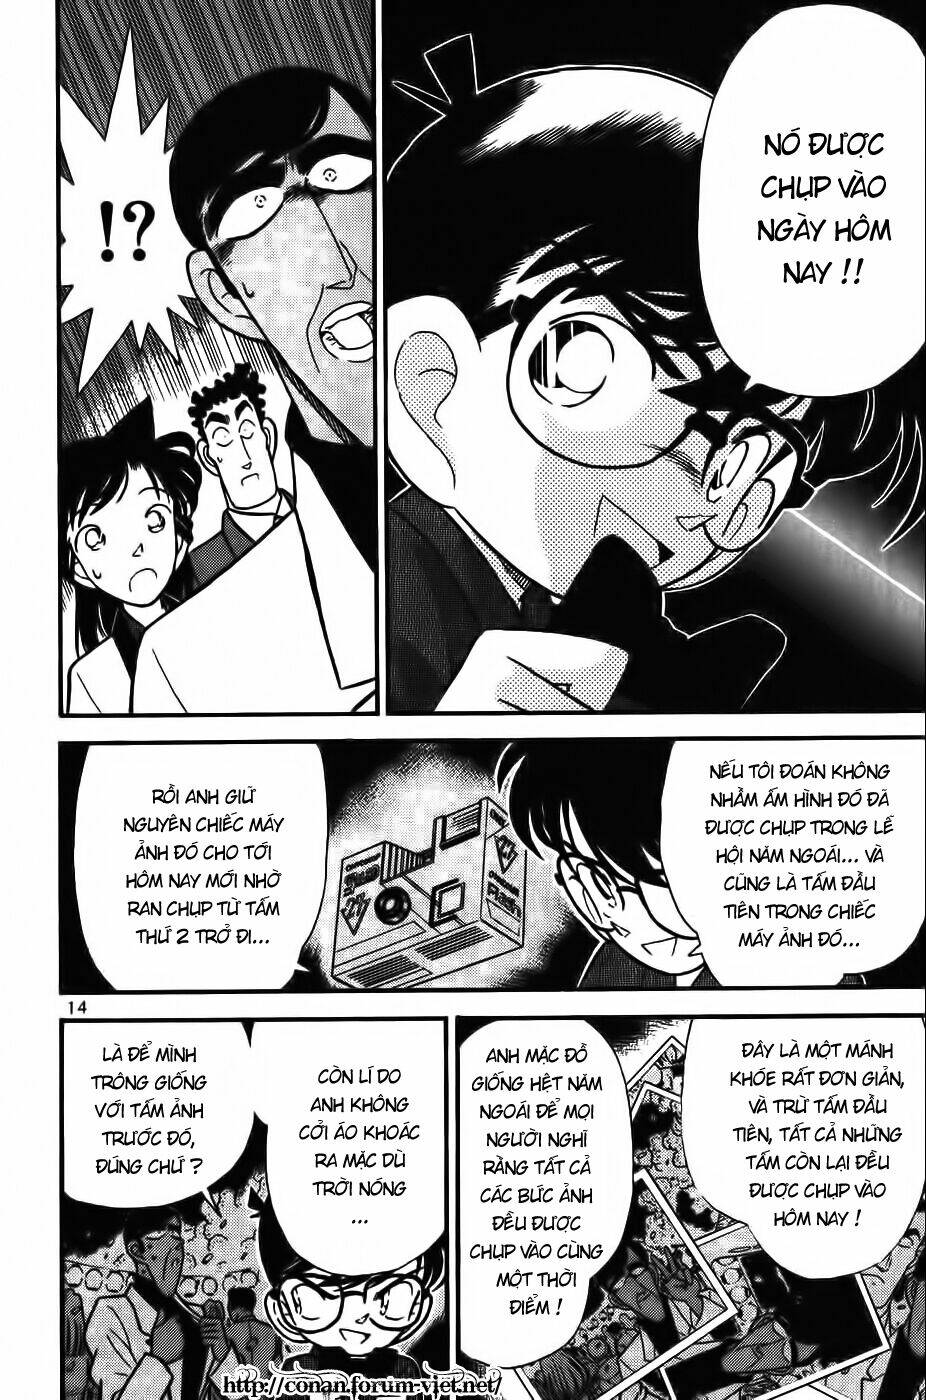 NÓ ĐƯỢC
CHỤP VÀO
NGÀY HÔM
NAY !!
!?
NẾU TÔI ĐOÁN KHÔNG
NHẦM ẤM HÌNH ĐÓ ĐÃ
ĐƯỢC CHỤP TRONG LỄ
HỘI NĂM NGOÁI... VÀ
CŨNG LÀ TẤM ĐẦU
TIÊN TRONG CHIẾC
MÁY ẢNH ĐÓ...
RỒI ANH GIỮ
NGUYÊN CHIẾC MÁY
ẢNH ĐÓ CHO TỚI
HÔM NAY MỚI NHỜ
RAN CHỤP TỪ TẤM
THỨ 2 TRỞ ĐI...
Flash
14
ĐÂY LÀ MỘT MÁNH
KHÓE RẤT ĐƠN GIẢN,
VÀ TRỪ TẤM ĐẦU
TIÊN, TẤT CẢ NHỮNG
TẤM CÒN LẠI ĐỀU
ĐƯỢC CHỤP VÀO
HÔM NAY !
ANH MẶC ĐỒ
GIỐNG HỆT NĂM
NGOÁI ĐỂ MỌI
NGƯỜI NGHĨ
RẰNG TẤT CẢ
CÁC BỨC ẢNH
ĐỀU ĐƯỢC
CHỤP VÀO CÙNG
MỘT THỜI
ĐIỂM !
CÒN LÍ DO
ANH KHÔNG
CỞI ÁO KHOÁC
RA MẶC DÙ
TRỜI NÓNG
...
LÀ ĐỂ MÌNH
TRÔNG GIỐNG
VỚI TẤM ẢNH
TRƯỚC ĐÓ,
ĐÚNG CHỨ ?
http://conan.forum-viet.net/